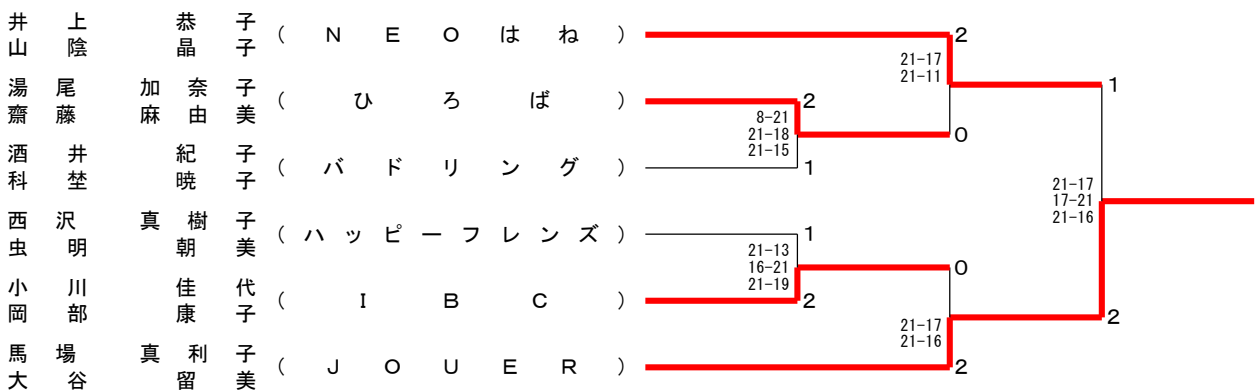 井上 恭子
山陰 晶子
(NEOはね)
2
21-17
21-11
1
湯尾 加奈子
齋藤 麻由美
(ひろば)
2
8-21
21-18
21-15
0
酒井 紀子
科埜 暁子
(バドリング)
1
21-17
17-21
21-16
西沢 真樹子
虫明 朝美
(ハッピーフレンズ)
1
21-13
16-21
21-19
0
小川 佳代
岡部 康子
(IBC)
2
21-17
21-16
2
馬場 真利子
大谷 留美
(JOUER)
2